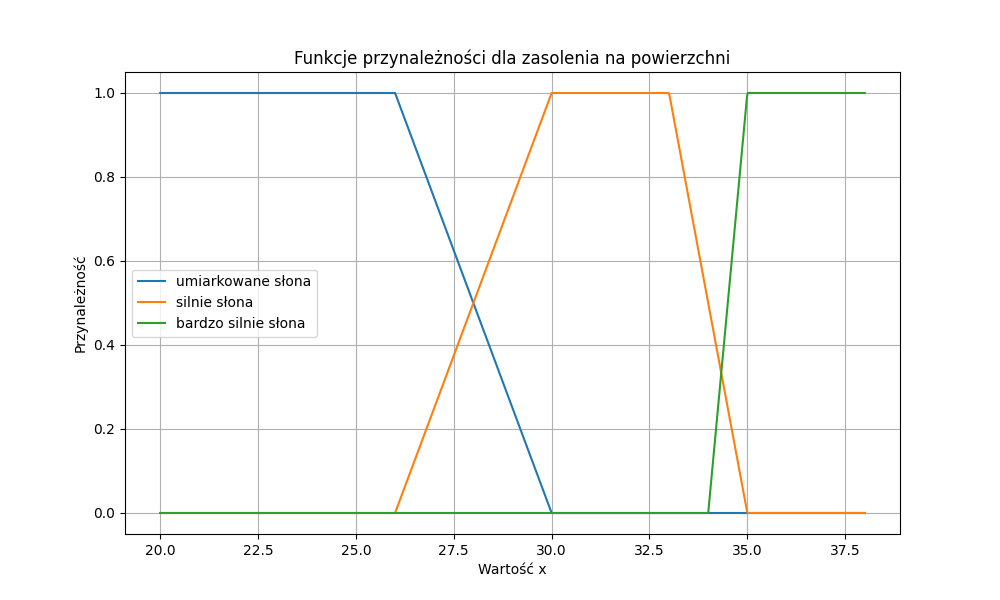 Funkcje przynależności dla zasolenia na powierzchni
1.0
0.8
0.6
0.4
0.2
0.0
Przynależność
umiarkowane słona
silnie słona
bardzo silnie słona
20.0 22.5 25.0 27.5 30.0 32.5 35.0 37.5
Wartość x